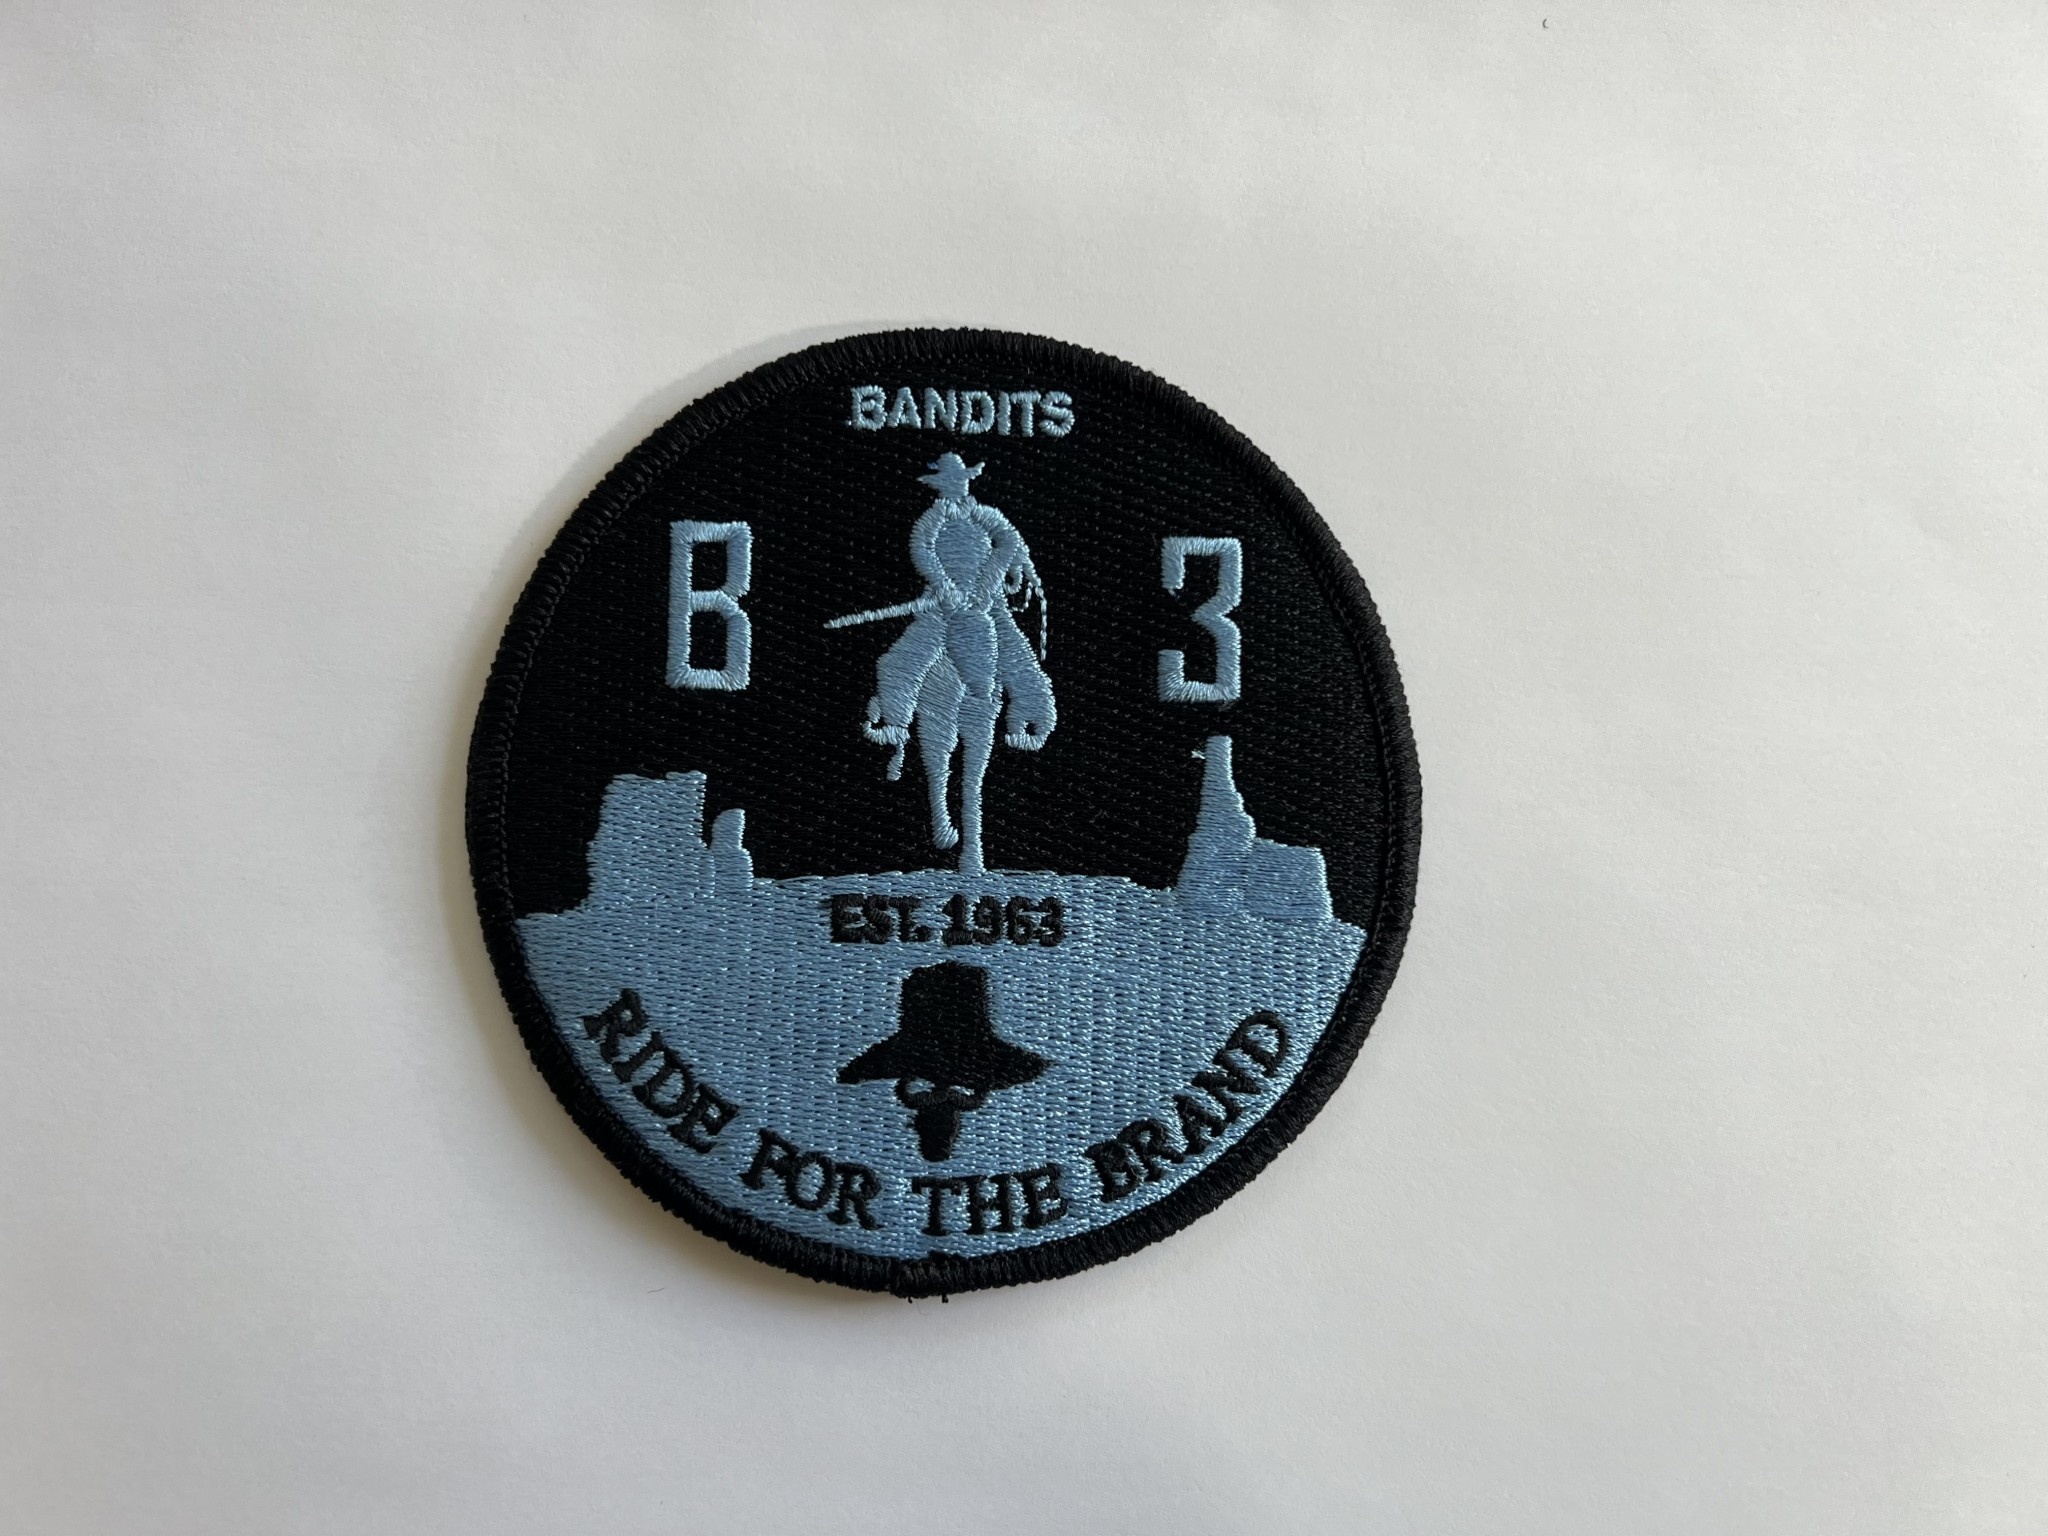 BANDITS
B 3
EST. 1963
RIDE FOR THE BRAND